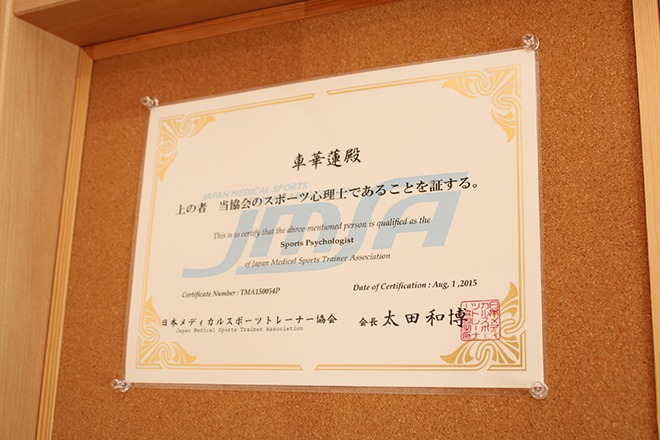 車華蓮殿
JAPAN MEDICAL SPORTS
上の者 当協会のスポーツ心理士であることを証する。
This is to certify that the above-mentioned person is qualified as the
Sports Psychologist
of Japan Medical Sports Trainer Association
JMSA
Certificate Number : TMA150054P
Date of Certification : Aug, 1 ,2015
日本メディカルスポーツトレーナー協会
Japan Medical Sports Trainer Association
会長 太田和博